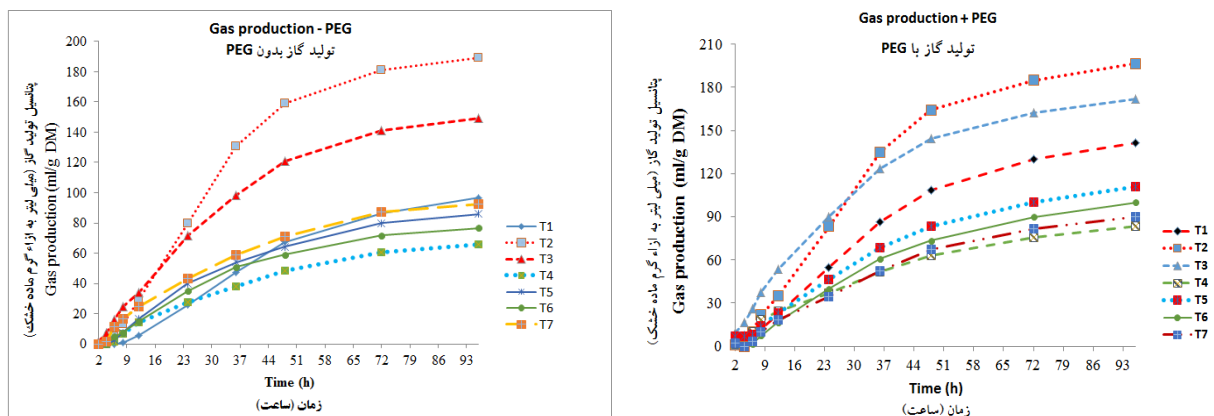 Gas production - PEG
تولید گاز بدون PEG
پتانسیل تولید گاز (میلی لیتر به ازاء گرم ماده خشک)
Gas production (ml/g DM)
200
180
160
140
120
100
80
60
40
20
0
2 9 16 23 30 37 44 51 58 65 72 79 86 93
Time (h)
زمان (ساعت)
T1
T2
T3
T4
T5
T6
T7
Gas production + PEG
تولید گاز با PEG
پتانسیل تولید گاز (میلی لیتر به ازاء گرم ماده خشک)
Gas production (ml/g DM)
210
180
150
120
90
60
30
0
2 9 16 23 30 37 44 51 58 65 72 79 86 93
Time (h)
زمان (ساعت)
T1
T2
T3
T4
T5
T6
T7